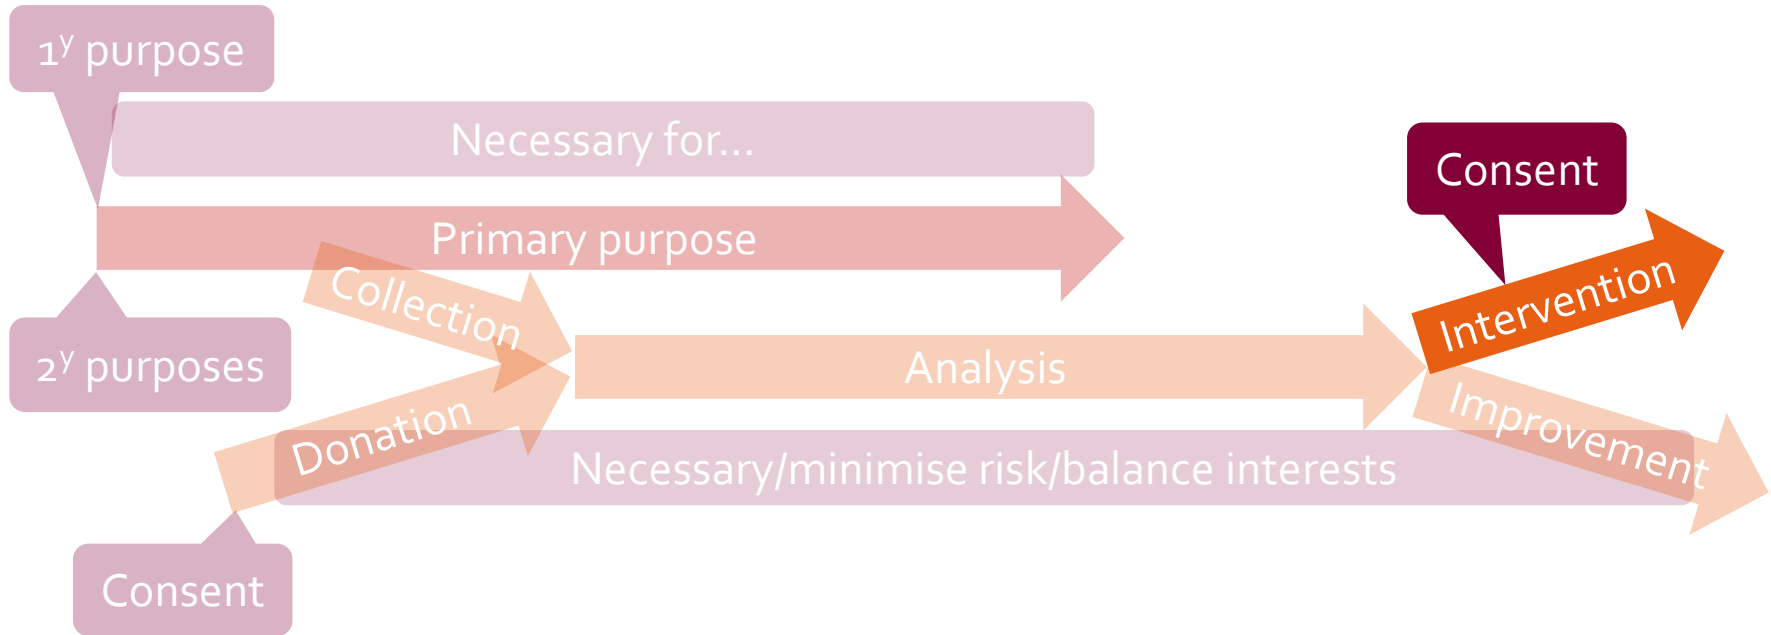 1ʸ purpose
Necessary for...
Consent
Primary purpose
Collection
Intervention
2ʸ purposes
Analysis
Donation
Improvement
Necessary/minimise risk/balance interests
Consent